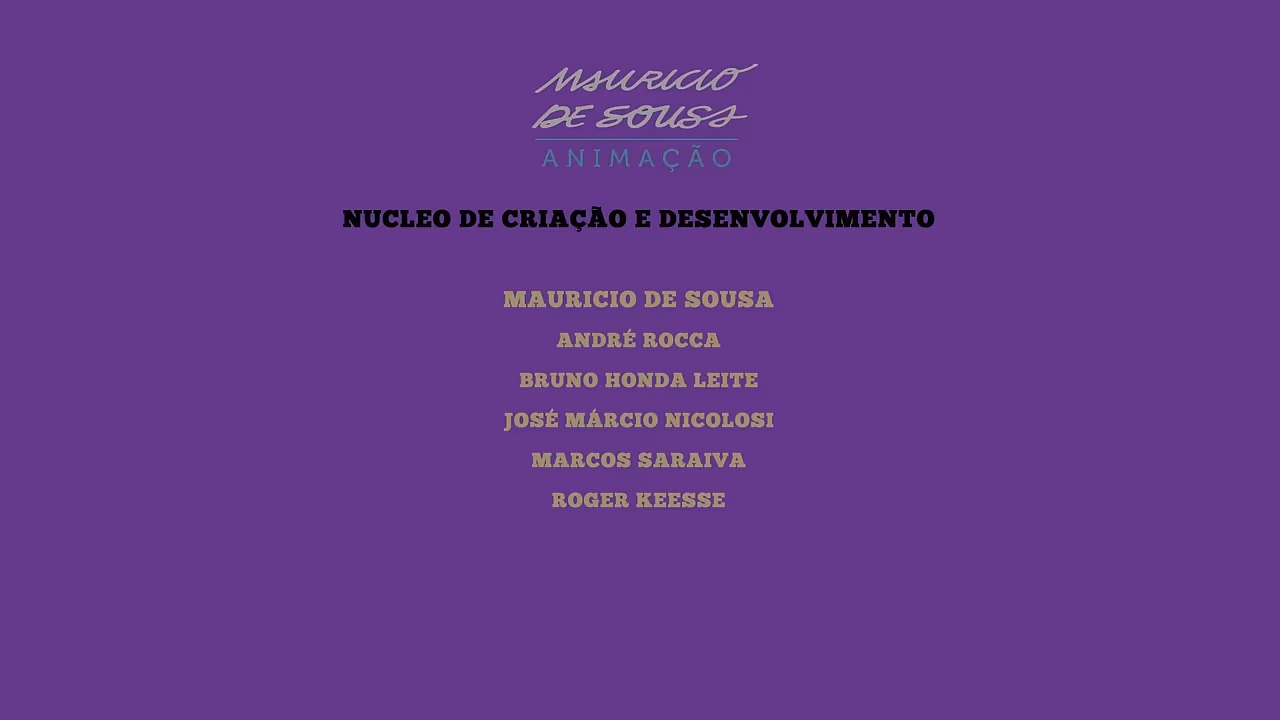 MAURICIO
DE SOUSA
ANIMAÇÃO
NUCLEO DE CRIAÇÃO E DESENVOLVIMENTO
MAURICIO DE SOUSA
ANDRÉ ROCCA
BRUNO HONDA LEITE
JOSÉ MÁRCIO NICOLOSI
MARCOS SARAIVA
ROGER KEESSE